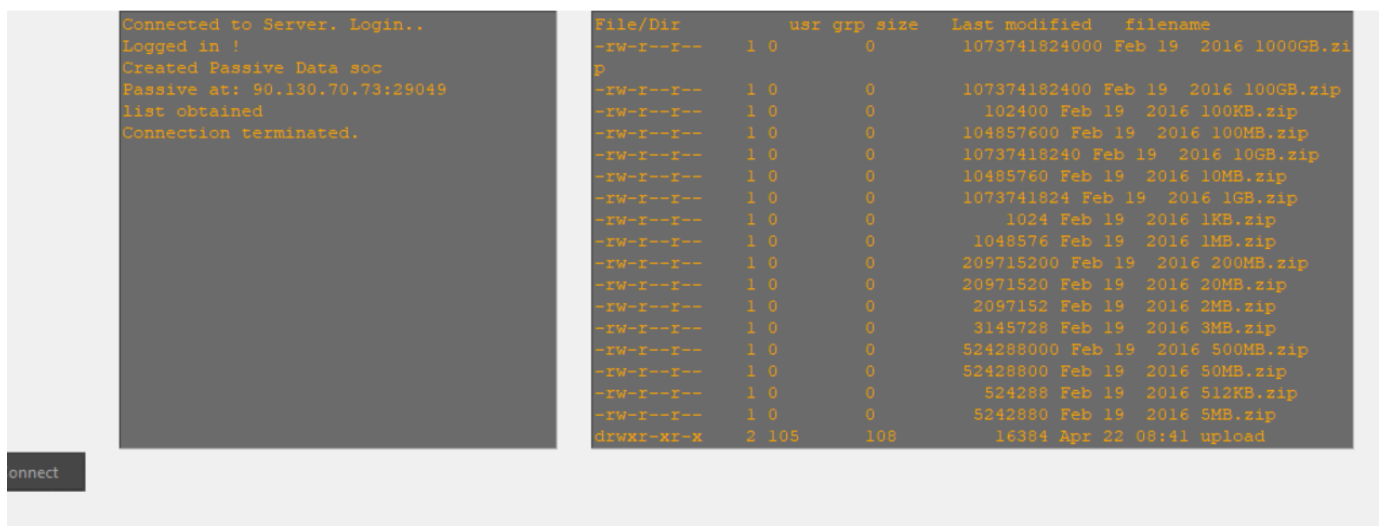 Connected to Server. Login..
Logged in !
Created Passive Data soc
Passive at: 90.130.70.73:29049
list obtained
Connection terminated.
File/Dir usr grp size Last modified filename
-rw-r--r-- 1 0 0 1073741824000 Feb 19 2016 1000GB.zi
p
-rw-r--r-- 1 0 0 107374182400 Feb 19 2016 100GB.zip
-rw-r--r-- 1 0 0 102400 Feb 19 2016 100KB.zip
-rw-r--r-- 1 0 0 104857600 Feb 19 2016 100MB.zip
-rw-r--r-- 1 0 0 10737418240 Feb 19 2016 10GB.zip
-rw-r--r-- 1 0 0 10485760 Feb 19 2016 10MB.zip
-rw-r--r-- 1 0 0 1073741824 Feb 19 2016 1GB.zip
-rw-r--r-- 1 0 0 1024 Feb 19 2016 1KB.zip
-rw-r--r-- 1 0 0 1048576 Feb 19 2016 1MB.zip
-rw-r--r-- 1 0 0 209715200 Feb 19 2016 200MB.zip
-rw-r--r-- 1 0 0 20971520 Feb 19 2016 20MB.zip
-rw-r--r-- 1 0 0 2097152 Feb 19 2016 2MB.zip
-rw-r--r-- 1 0 0 3145728 Feb 19 2016 3MB.zip
-rw-r--r-- 1 0 0 524288000 Feb 19 2016 500MB.zip
-rw-r--r-- 1 0 0 52428800 Feb 19 2016 50MB.zip
-rw-r--r-- 1 0 0 524288 Feb 19 2016 512KB.zip
-rw-r--r-- 1 0 0 5242880 Feb 19 2016 5MB.zip
drwxr-xr-x 2 105 108 16384 Apr 22 08:41 upload
onnect